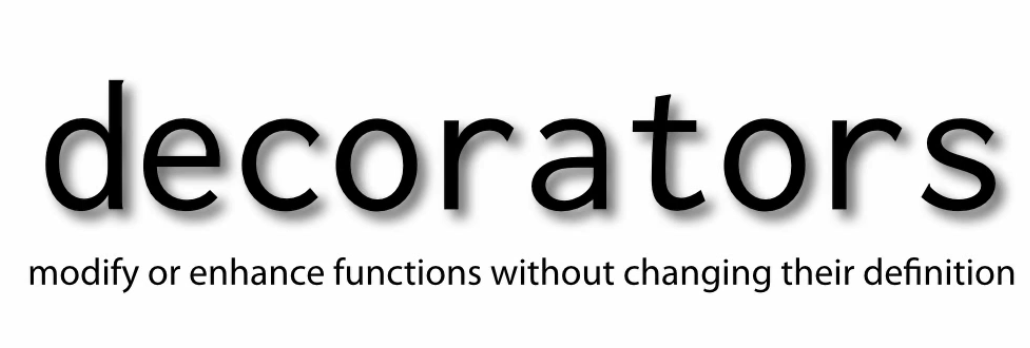 decorators
modify or enhance functions without changing their definition